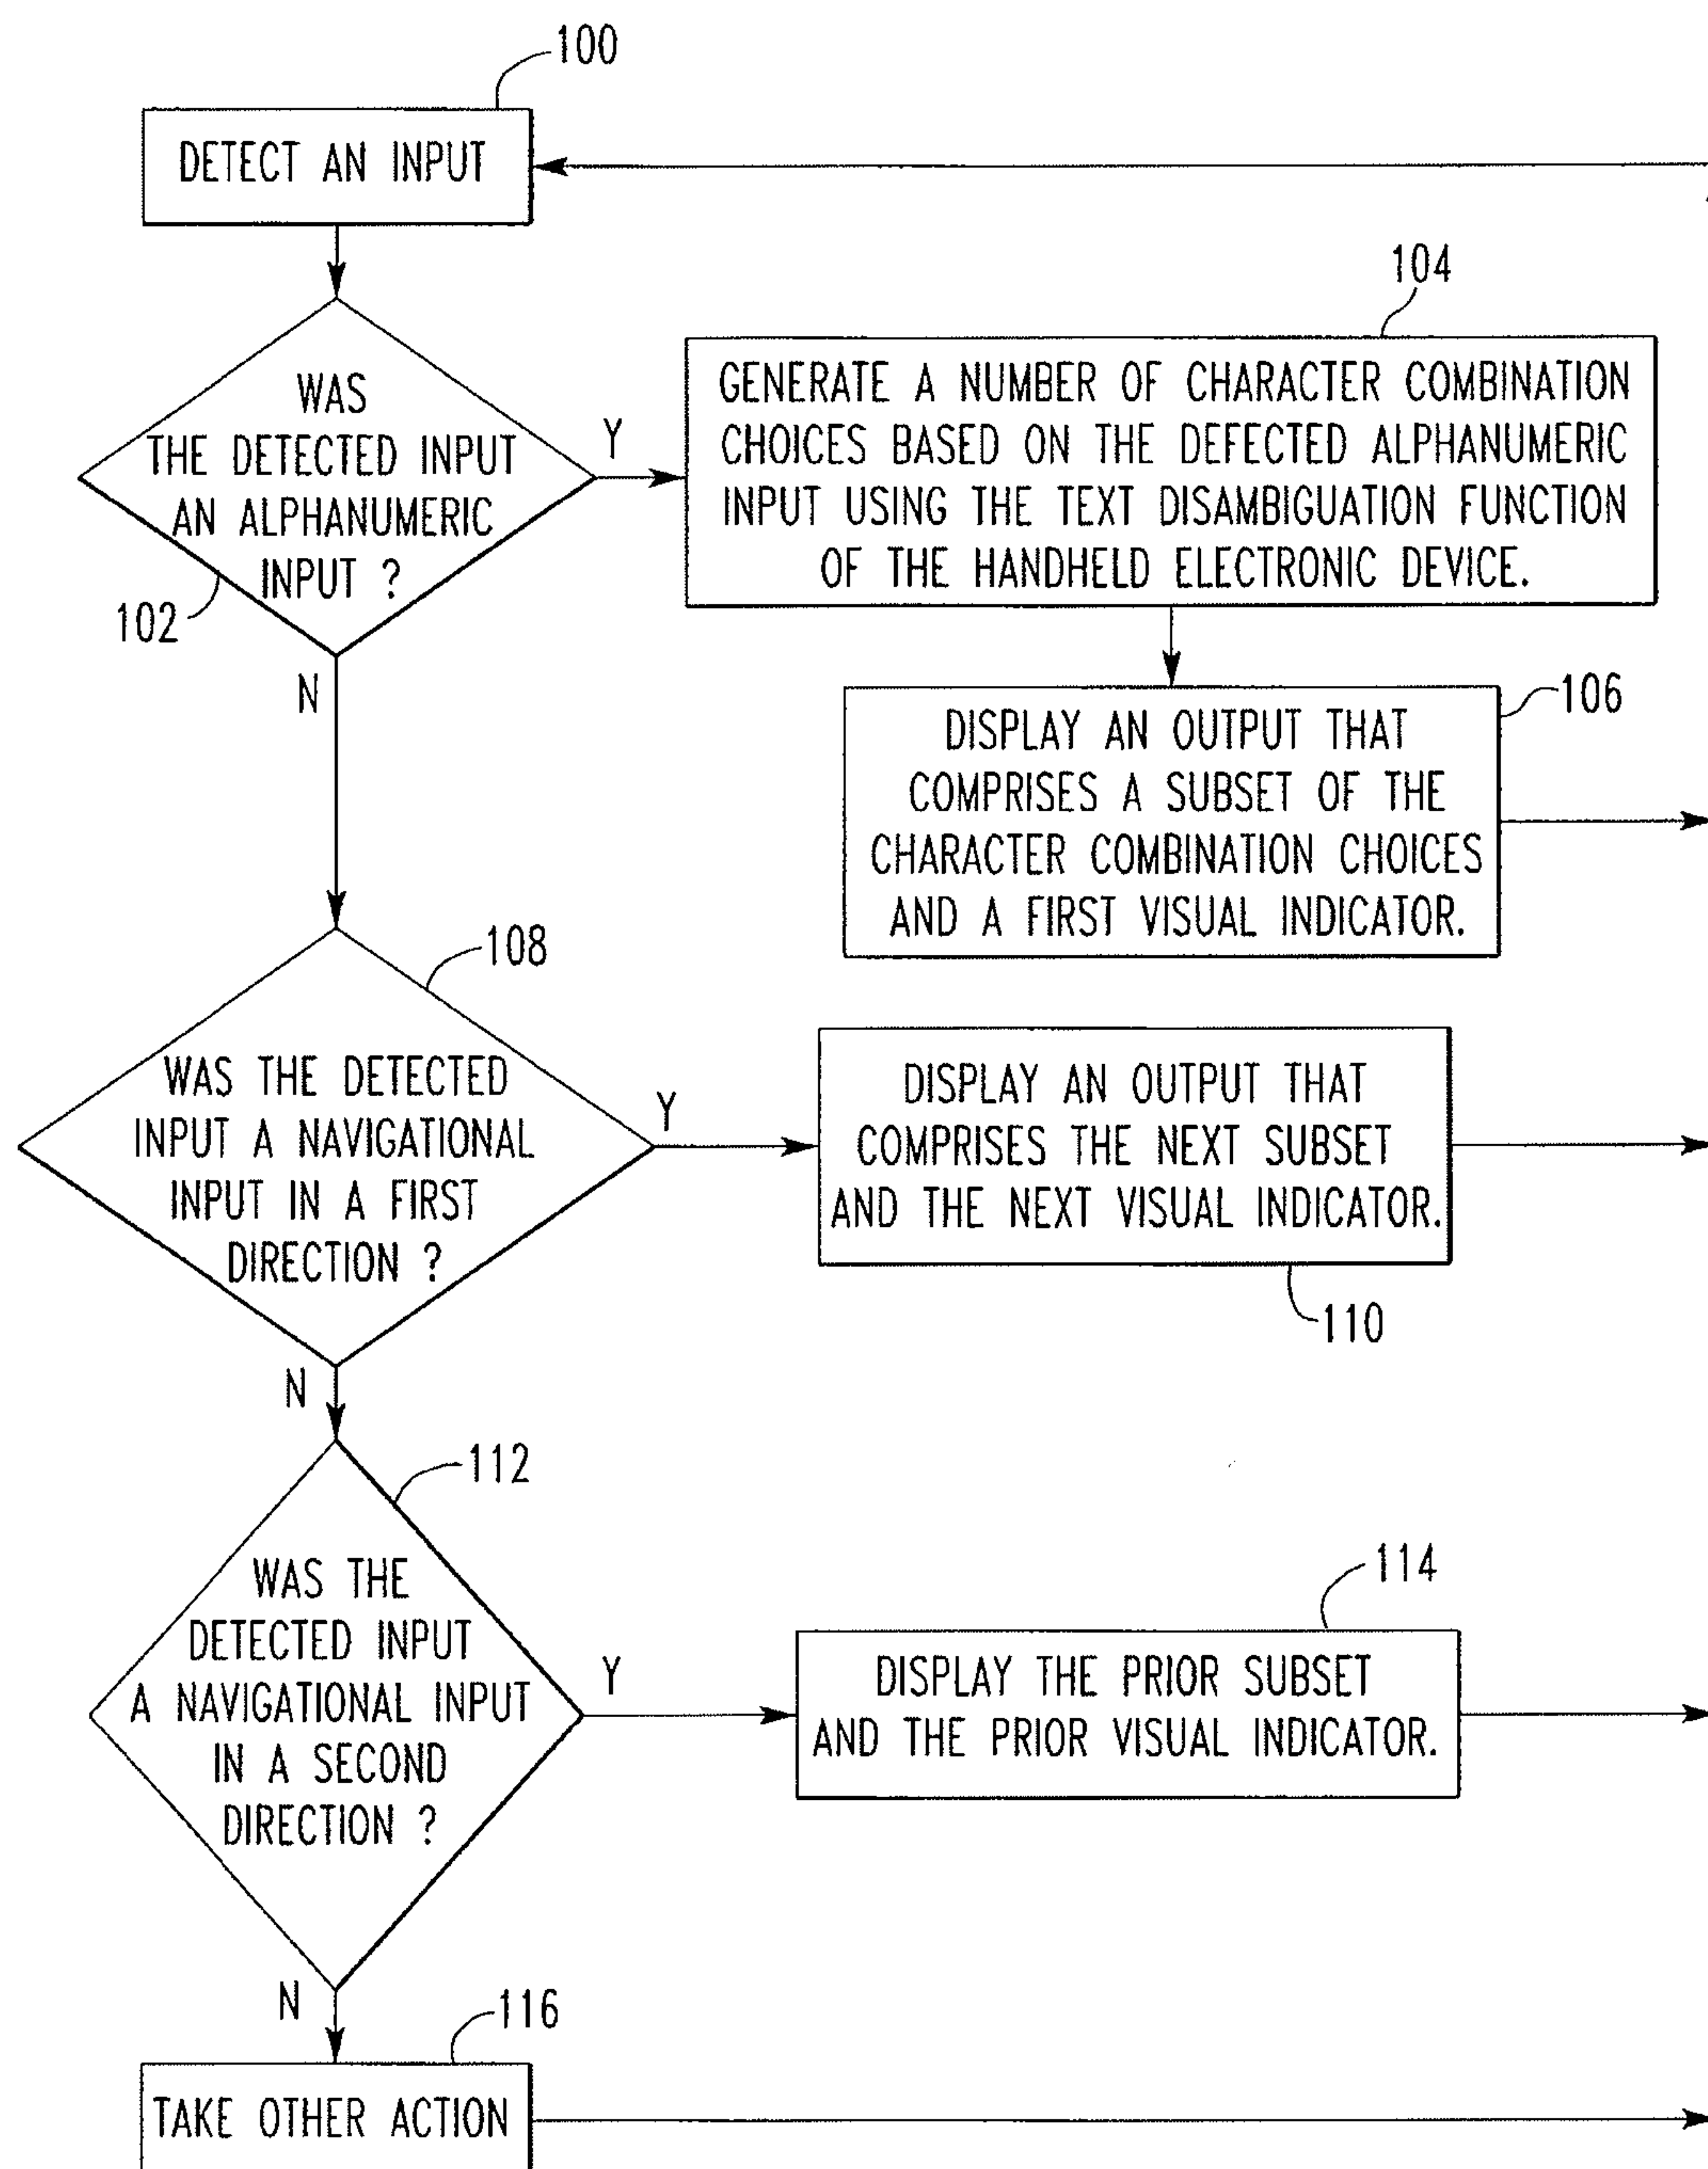 100
DETECT AN INPUT
104
WAS
THE DETECTED INPUT
AN ALPHANUMERIC
INPUT ?
102
Y
N
GENERATE A NUMBER OF CHARACTER COMBINATION
CHOICES BASED ON THE DEFECTED ALPHANUMERIC
INPUT USING THE TEXT DISAMBIGUATION FUNCTION
OF THE HANDHELD ELECTRONIC DEVICE.
106
DISPLAY AN OUTPUT THAT
COMPRISES A SUBSET OF THE
CHARACTER COMBINATION CHOICES
AND A FIRST VISUAL INDICATOR.
108
WAS THE DETECTED
INPUT A NAVIGATIONAL
INPUT IN A FIRST
DIRECTION ?
Y
N
DISPLAY AN OUTPUT THAT
COMPRISES THE NEXT SUBSET
AND THE NEXT VISUAL INDICATOR.
110
112
WAS THE
DETECTED INPUT
A NAVIGATIONAL INPUT
IN A SECOND
DIRECTION ?
Y
N
114
DISPLAY THE PRIOR SUBSET
AND THE PRIOR VISUAL INDICATOR.
116
TAKE OTHER ACTION